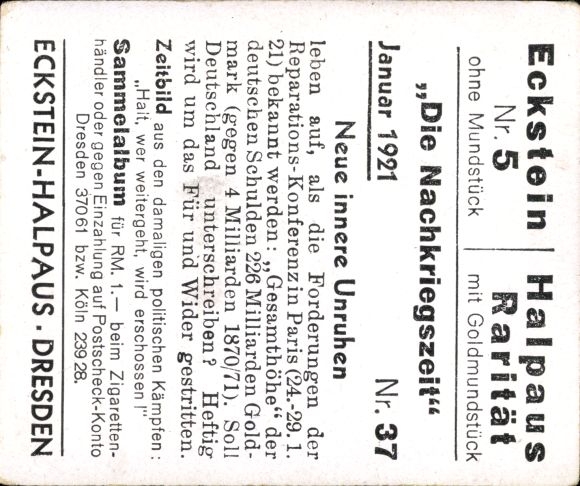 Eckstein | Halpaus
Nr. 5 Rarität
ohne Mundstück | mit Goldmundstück
„Die Nachkriegszeit“
Januar 1921 Nr. 37
Neue innere Unruhen
leben auf, als die Forderungen der
Reparations-Konferenz in Paris (24.-29. 1.
21) bekannt werden: „Gesamthöhe“ der
deutschen Schulden 226 Milliarden Gold-
mark (gegen 4 Milliarden 1870/71). Soll
Deutschland unterschreiben? Heftig
wird um das Für und Wider gestritten.
Zeitbild aus den damaligen politischen Kämpfen:
„Halt, wer weitergeht, wird erschossen!“
Sammelalbum für RM. 1.— beim Zigaretten-
händler oder gegen Einzahlung auf Postscheck-Konto
Dresden 37061 bzw. Köln 23928.
ECKSTEIN-HALPAUS · DRESDEN